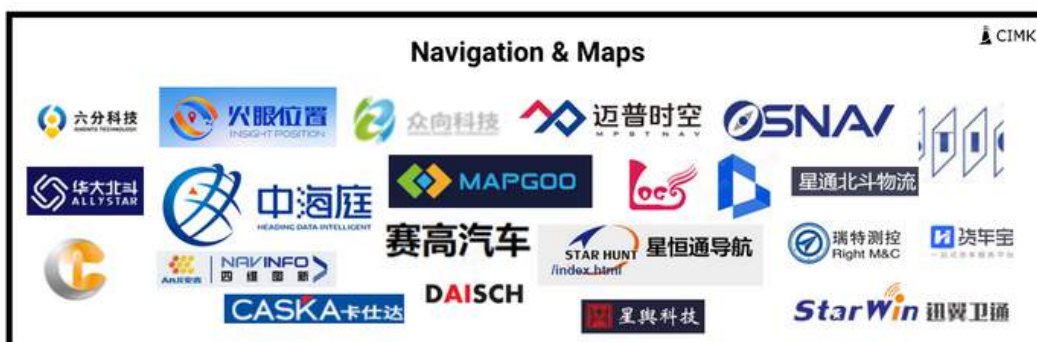 CIMK
Navigation & Maps
六分科技
SIXENTS TECHNOLOGY
火眼位置
INSIGHT POSITION
众向科技
迈普时空
MPSTNAV
OSNAV
华大北斗
ALLYSTAR
中海庭
HEADING DATA INTELLIGENT
MAPGOO
LOGS
星通北斗物流
赛高汽车
STAR HUNT
/index.html
星恒通导航
瑞特测控
Right M&C
货车宝
NAVINFO
四维图新
CASKA卡仕达
DAISCH
星舆科技
StarWin 迅翼卫通